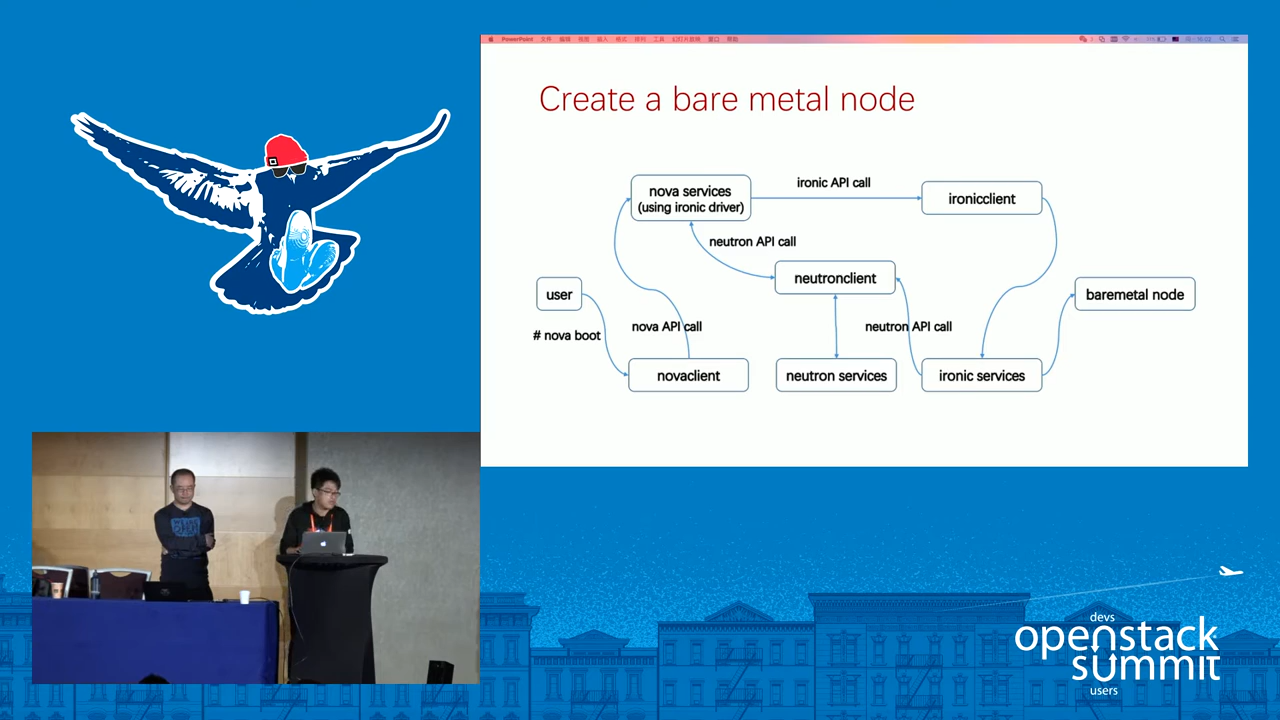 PowerPoint 文件 编辑 视图 插入 格式 排列 工具 幻灯片放映 窗口 帮助
Create a bare metal node
nova services
(using ironic driver)
ironic API call
ironicclient
neutron API call
neutronclient
user
baremetal node
# nova boot
nova API call
neutron API call
novaclient
neutron services
ironic services
WE ARE
OPEN
devs
openstack
summit
users